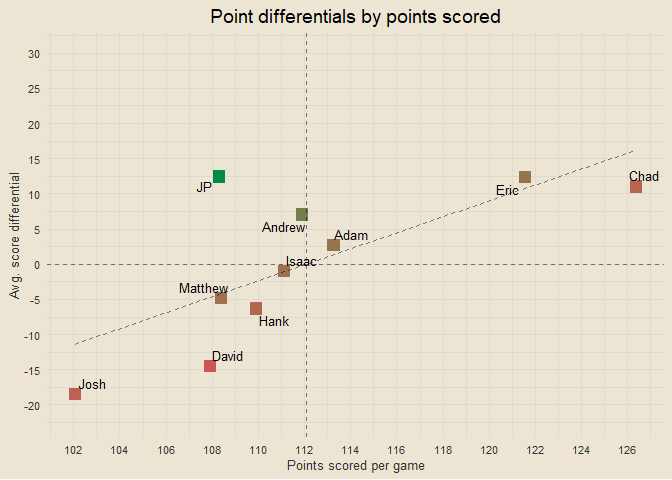 Point differentials by points scored
30
25
20
15
10
5
0
-5
-10
-15
-20
Avg. score differential
JP
Andrew
Adam
Eric
Chad
Isaac
Matthew
Hank
David
Josh
102 104 106 108 110 112 114 116 118 120 122 124 126
Points scored per game